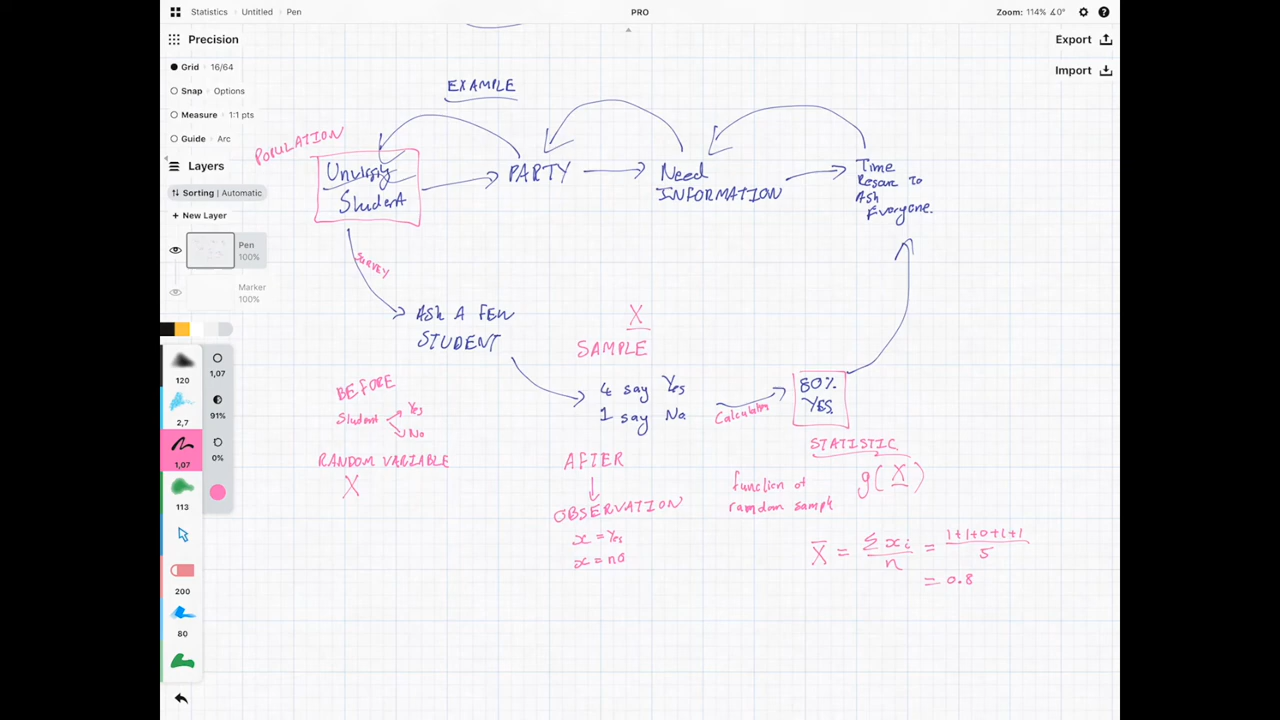 Statistics Untitled Pen
PRO
Zoom: 114% ∠0°
Precision
Export
Grid 16/64
Import
Snap Options
Measure 1:1 pts
Guide Arc
Layers
Sorting | Automatic
+ New Layer
Pen
100%
Marker
100%
1,07
120
91%
2,7
0%
1,07
113
200
80
EXAMPLE
POPULATION
Student
PARTY
Need
INFORMATION
Time
to
Ask
Everyone.
SURVEY
ASK A FEW
STUDENT
X
SAMPLE
4 say Yes
1 say No
Calculation
80%
YES
STATISTIC
BEFORE
Student Yes
No
RANDOM VARIABLE
X
AFTER
OBSERVATION
x = Yes
x = no
function of
random sample
g(X)
X̄ = Σxi/n = 1+1+0+1+1/5
= 0.8